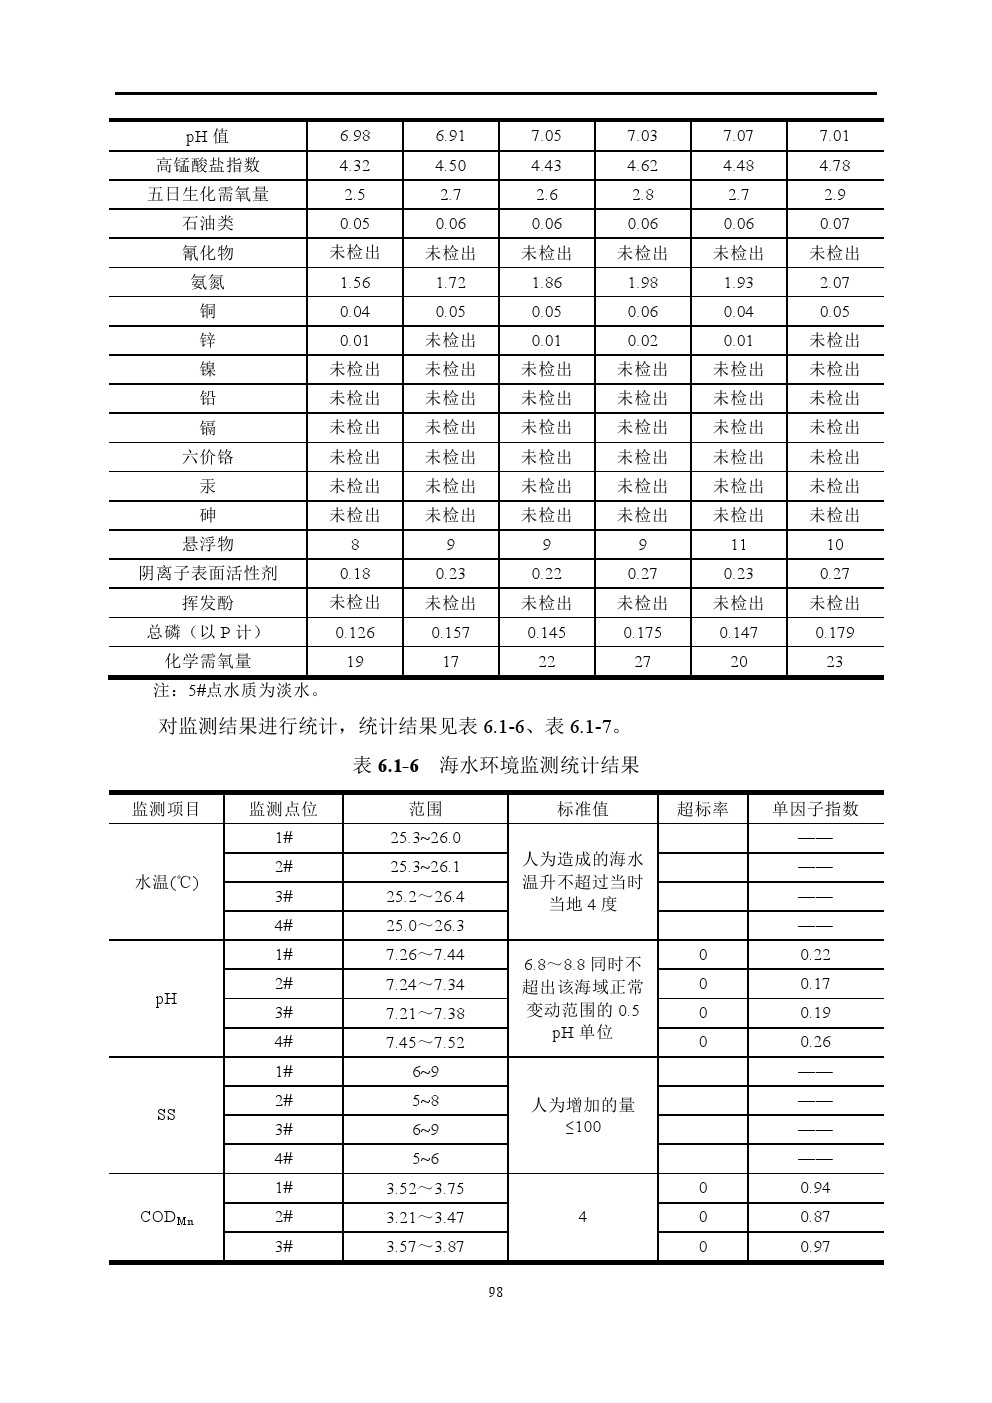 pH 值 6.98 6.91 7.05 7.03 7.07 7.01
高锰酸盐指数 4.32 4.50 4.43 4.62 4.48 4.78
五日生化需氧量 2.5 2.7 2.6 2.8 2.7 2.9
石油类 0.05 0.06 0.06 0.06 0.06 0.07
氰化物 未检出 未检出 未检出 未检出 未检出 未检出
氨氮 1.56 1.72 1.86 1.98 1.93 2.07
铜 0.04 0.05 0.05 0.06 0.04 0.05
锌 0.01 未检出 0.01 0.02 0.01 未检出
镍 未检出 未检出 未检出 未检出 未检出 未检出
铅 未检出 未检出 未检出 未检出 未检出 未检出
镉 未检出 未检出 未检出 未检出 未检出 未检出
六价铬 未检出 未检出 未检出 未检出 未检出 未检出
汞 未检出 未检出 未检出 未检出 未检出 未检出
砷 未检出 未检出 未检出 未检出 未检出 未检出
悬浮物 8 9 9 9 11 10
阴离子表面活性剂 0.18 0.23 0.22 0.27 0.23 0.27
挥发酚 未检出 未检出 未检出 未检出 未检出 未检出
总磷（以 P 计） 0.126 0.157 0.145 0.175 0.147 0.179
化学需氧量 19 17 22 27 20 23
注：5#点水质为淡水。
对监测结果进行统计，统计结果见表 6.1-6、表 6.1-7。
表 6.1-6 海水环境监测统计结果
监测项目 监测点位 范围 标准值 超标率 单因子指数
水温(℃)
1# 25.3~26.0 ——
2# 25.3~26.1 ——
3# 25.2～26.4 ——
4# 25.0～26.3 ——
人为造成的海水
温升不超过当时
当地 4 度
pH
1# 7.26～7.44 0 0.22
2# 7.24～7.34 0 0.17
3# 7.21～7.38 0 0.19
4# 7.45～7.52 0 0.26
6.8～8.8 同时不
超出该海域正常
变动范围的 0.5
pH 单位
SS
1# 6~9 ——
2# 5~8 ——
3# 6~9 ——
4# 5~6 ——
人为增加的量
≤100
CODMn
1# 3.52～3.75 0 0.94
2# 3.21～3.47 4 0 0.87
3# 3.57～3.87 0 0.97
98